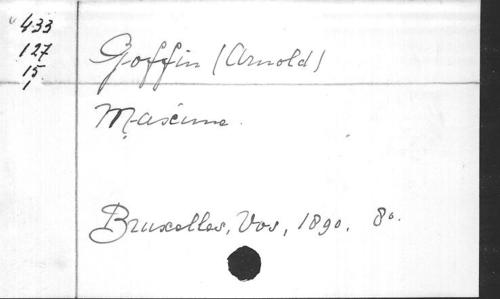 433
127
15
1
Goffin (Arnold)
Maxime.
Bruxelles, Vos, 1890. 8°.